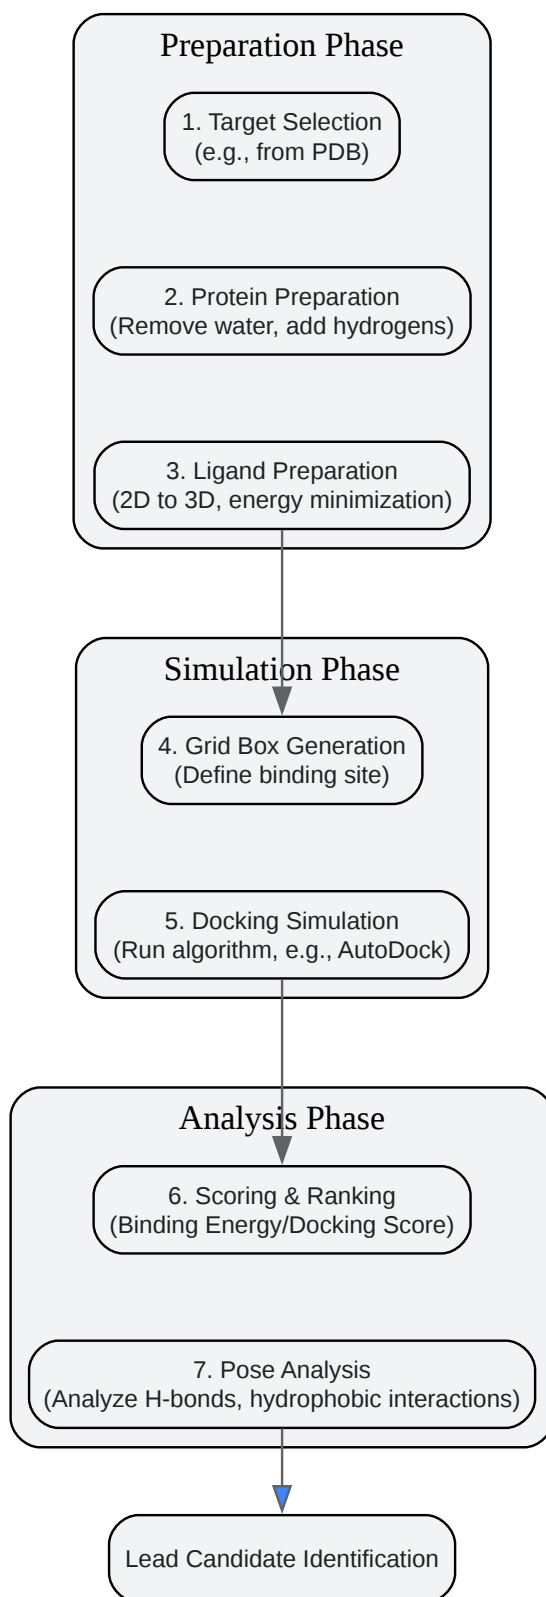 Preparation Phase
1. Target Selection
(e.g., from PDB)
2. Protein Preparation
(Remove water, add hydrogens)
3. Ligand Preparation
(2D to 3D, energy minimization)
Simulation Phase
4. Grid Box Generation
(Define binding site)
5. Docking Simulation
(Run algorithm, e.g., AutoDock)
Analysis Phase
6. Scoring & Ranking
(Binding Energy/Docking Score)
7. Pose Analysis
(Analyze H-bonds, hydrophobic interactions)
Lead Candidate Identification